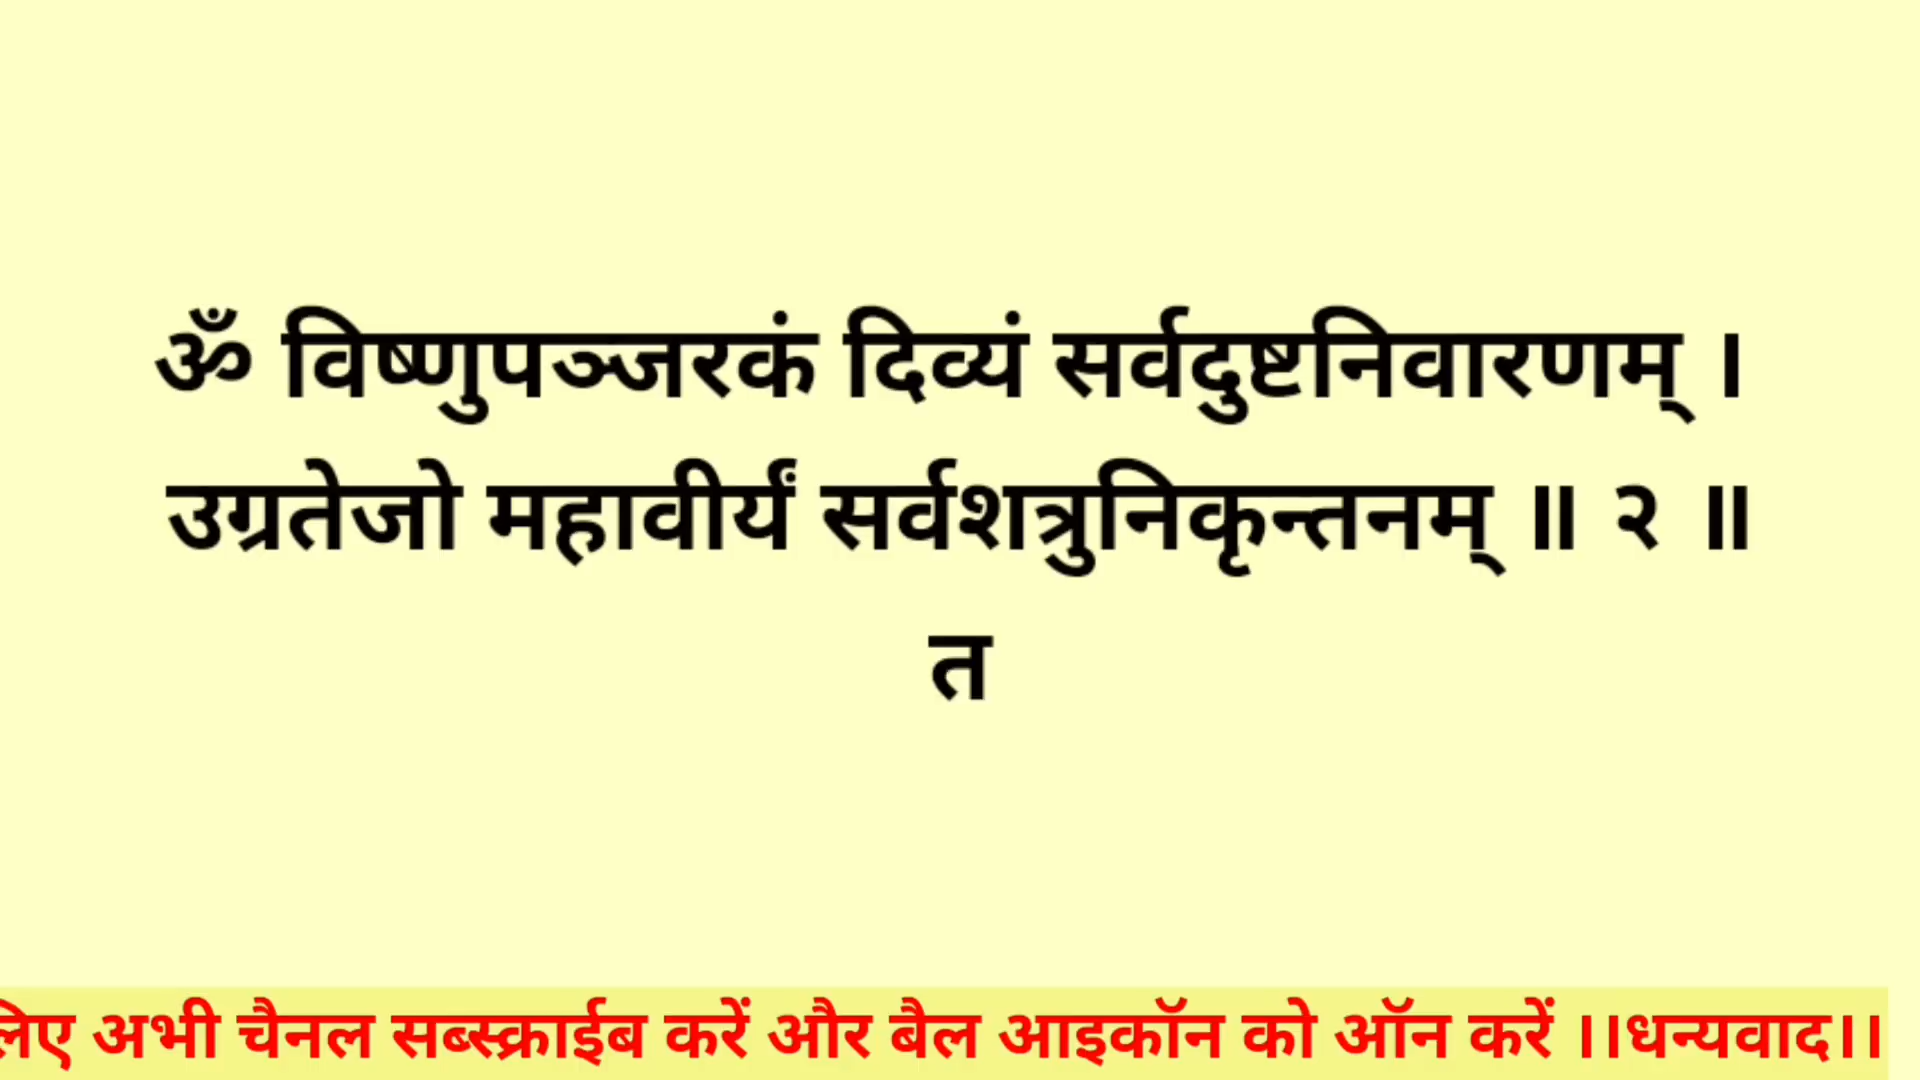 ॐ विष्णुपञ्जरकं दिव्यं सर्वदुष्टनिवारणम् ।
उग्रतेजो महावीर्यं सर्वशत्रुनिकृन्तनम् ॥ २ ॥
त
लिए अभी चैनल सब्स्क्राईब करें और बैल आइकॉन को ऑन करें ।।धन्यवाद।।